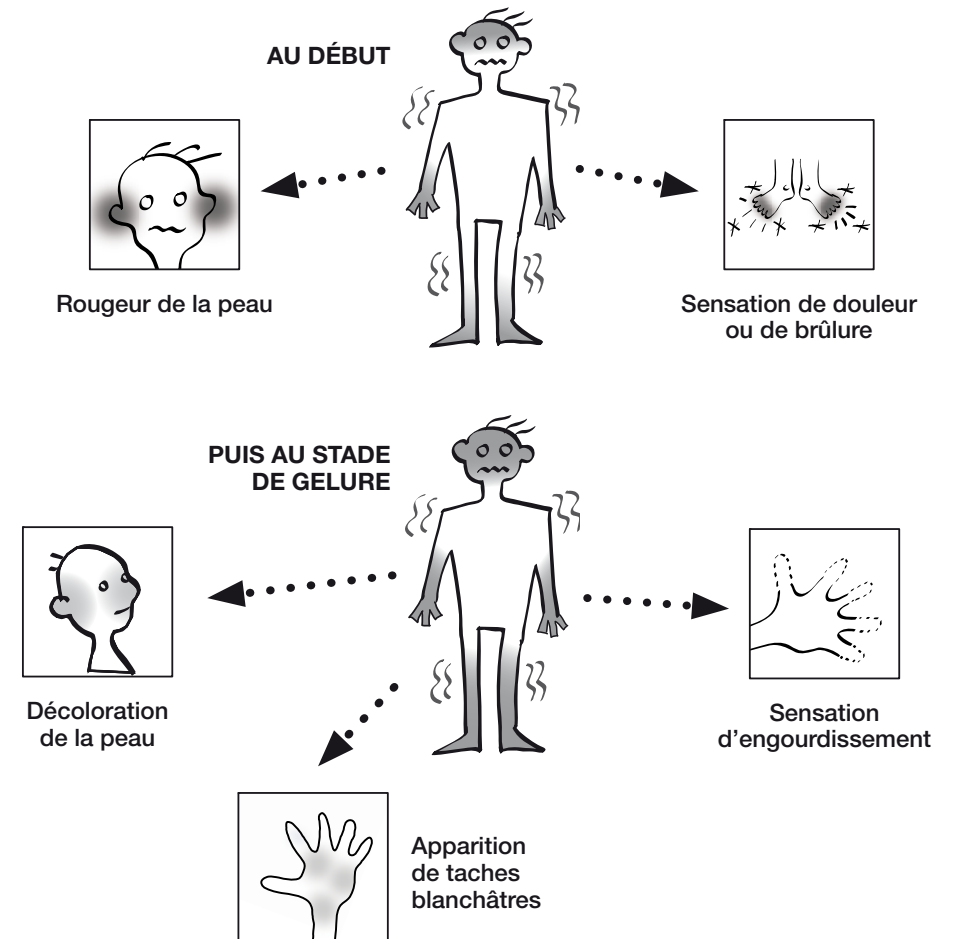 AU DÉBUT
Rougeur de la peau
Sensation de douleur
ou de brûlure
PUIS AU STADE
DE GELURE
Décoloration
de la peau
Sensation
d'engourdissement
Apparition
de taches
blanchâtres